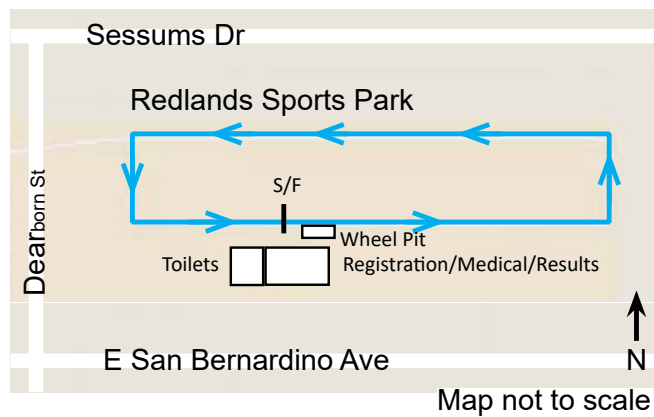 Sessums Dr
Redlands Sports Park
Dearborn St
S/F
Wheel Pit
Toilets
Registration/Medical/Results
E San Bernardino Ave
N
Map not to scale